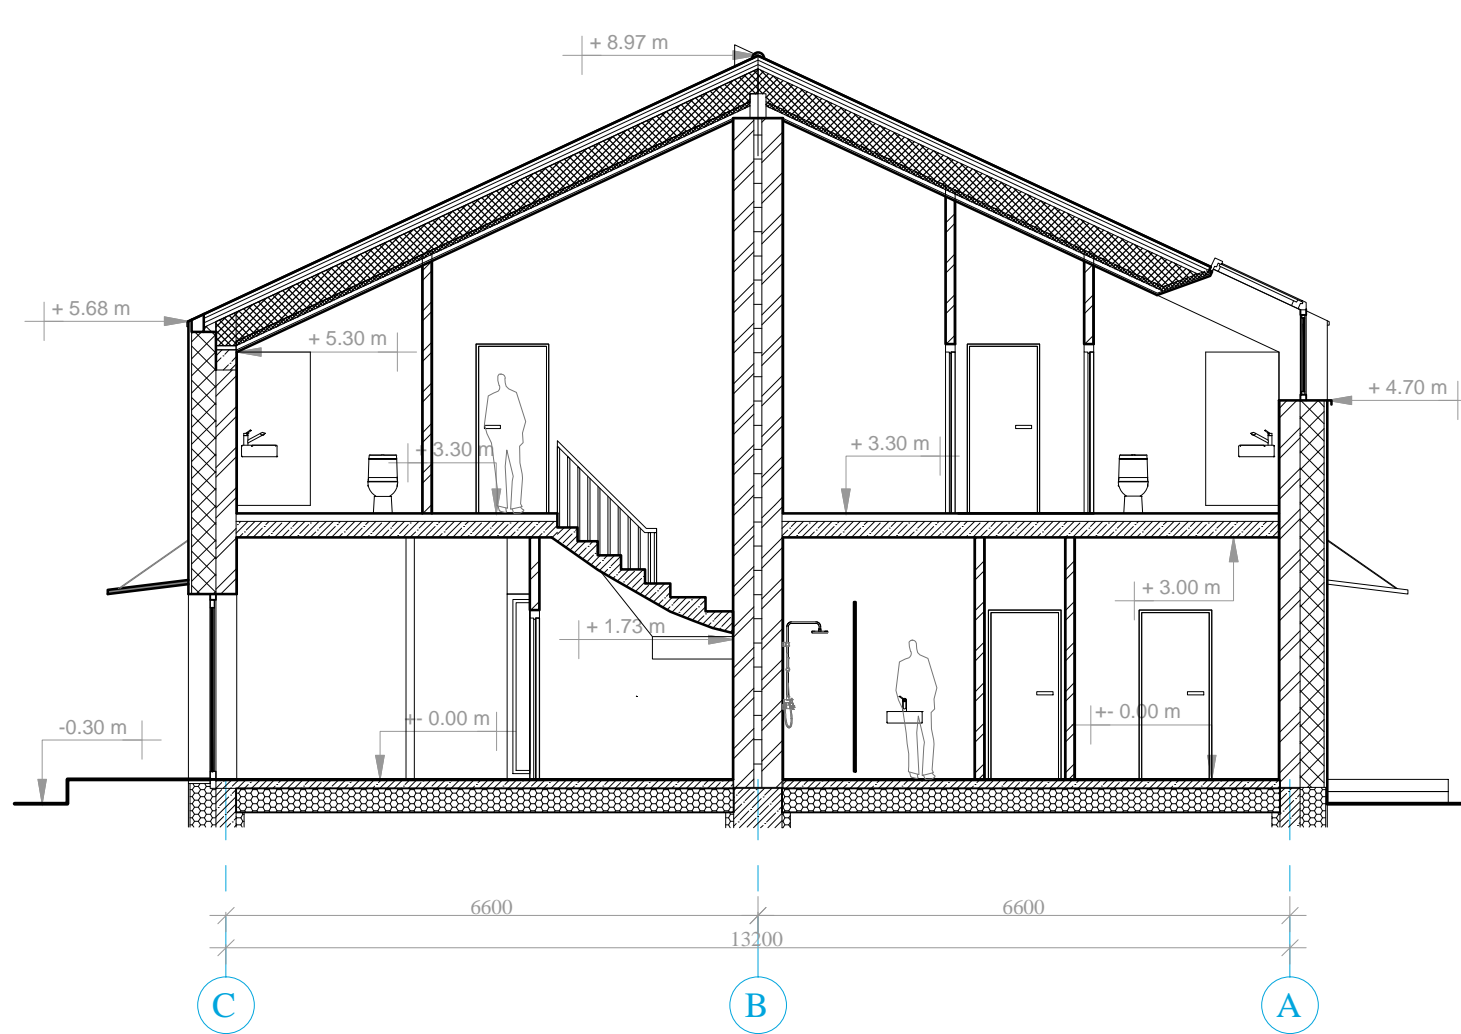 + 8.97 m
+ 5.68 m
+ 5.30 m
+ 4.70 m
+ 3.30 m
+ 3.30 m
+ 3.00 m
+ 1.73 m
-0.30 m
+- 0.00 m
+- 0.00 m
6600
6600
13200
C
B
A